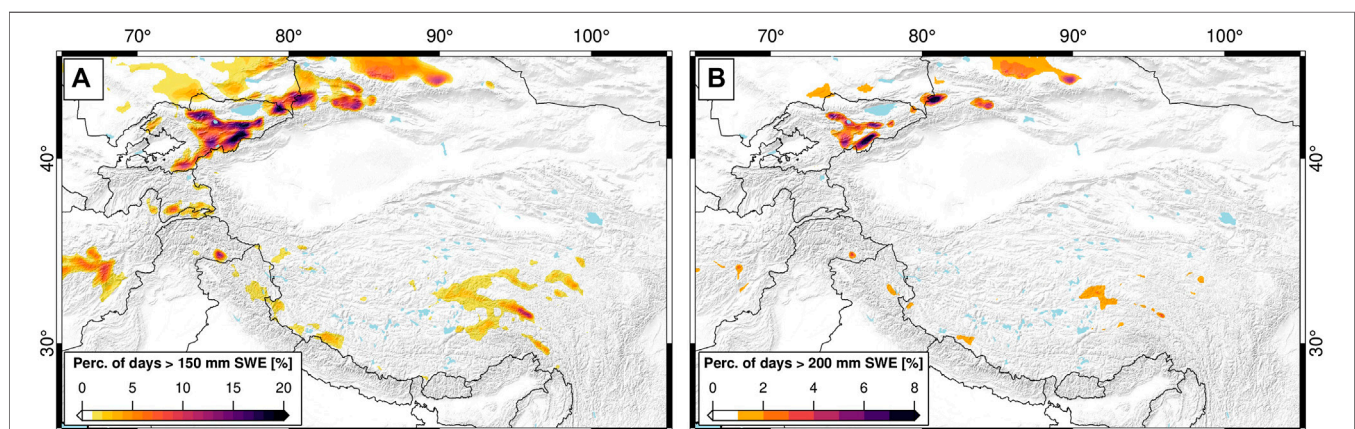 70° 80° 90° 100° 70° 80° 90° 100°
A B
40° 40°
30° 30°
Perc. of days > 150 mm SWE [%] Perc. of days > 200 mm SWE [%]
0 5 10 15 20 0 2 4 6 8